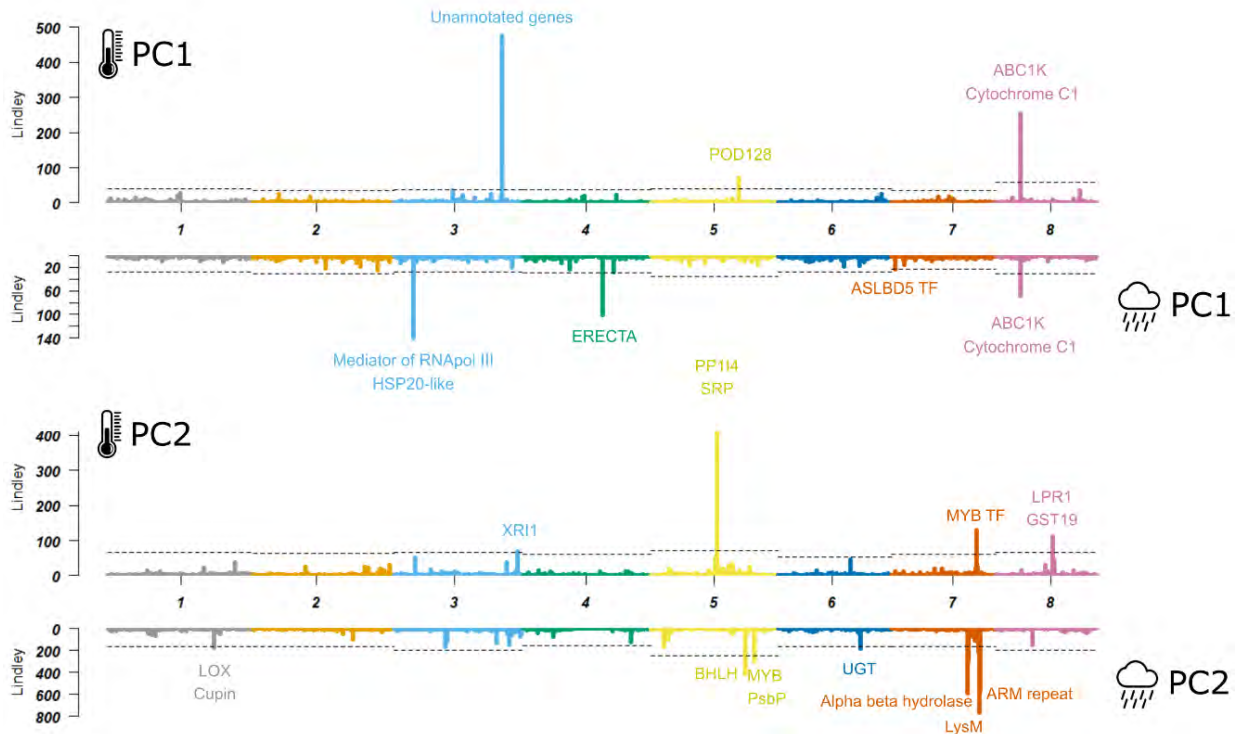 Unannotated genes
500
PC1
400
ABC1K
Cytochrome C1
300
Lindley
200
POD128
100
0
1 2 3 4 5 6 7 8
20
Lindley
60
ASLBD5 TF
PC1
100
ERECTA
ABC1K
Cytochrome C1
140
Mediator of RNApol III
HSP20-like
PP1I4
SRP
PC2
400
300
Lindley
200
LPR1
MYB TF
GST19
XRI1
100
0
1 2 3 4 5 6 7 8
0
200
Lindley
LOX
Cupin
BHLH
MYB
PsbP
UGT
400
PC2
600
Alpha beta hydrolase
ARM repeat
800
LysM